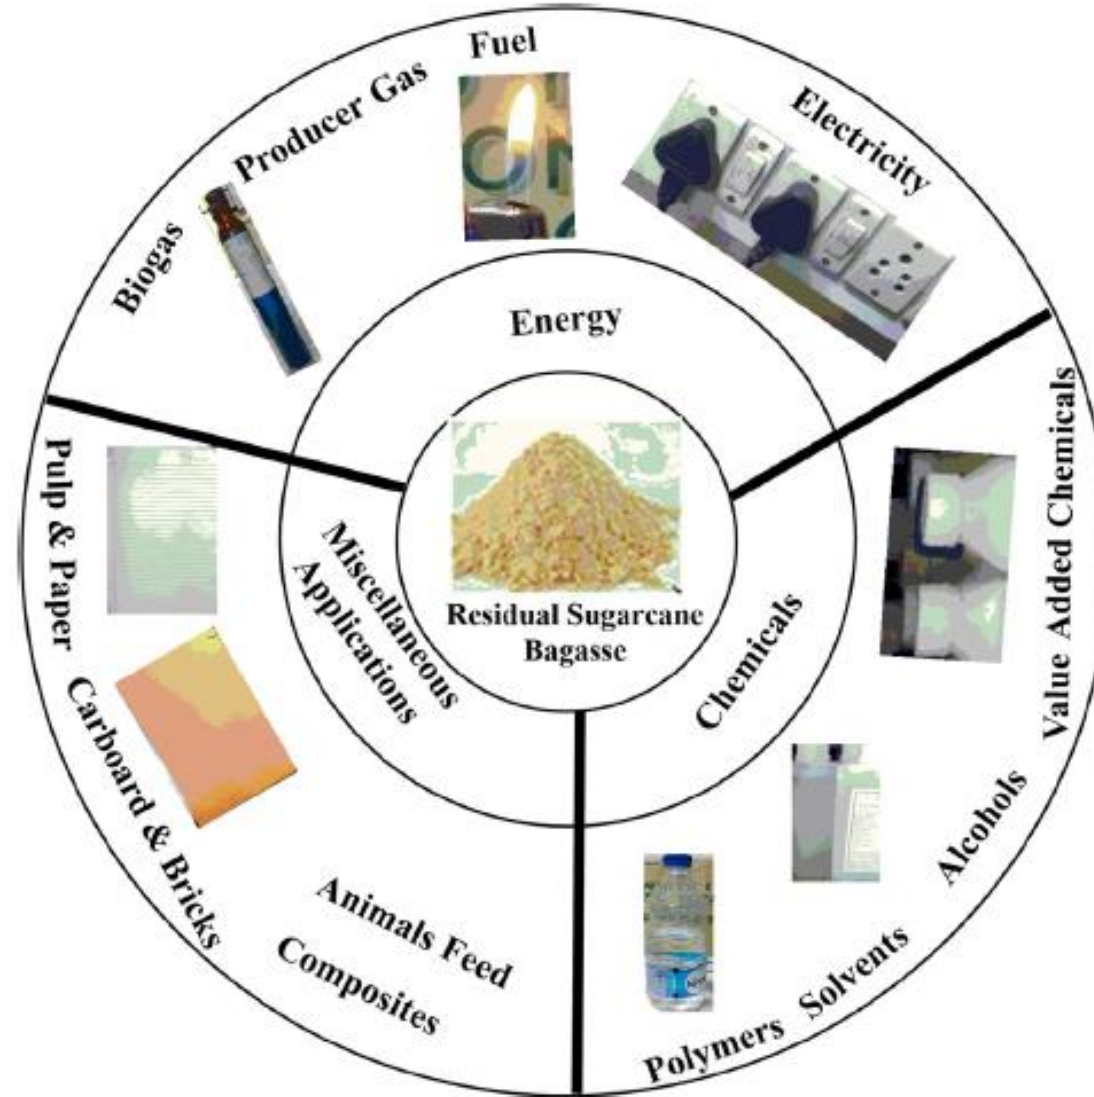 Fuel
Producer Gas
Biogas
Electricity
Energy
Residual Sugarcane
Bagasse
Miscellaneous
Applications
Chemicals
Value Added Chemicals
Alcohols
Solvents
Polymers
Pulp & Paper
Carboard & Bricks
Animals Feed
Composites